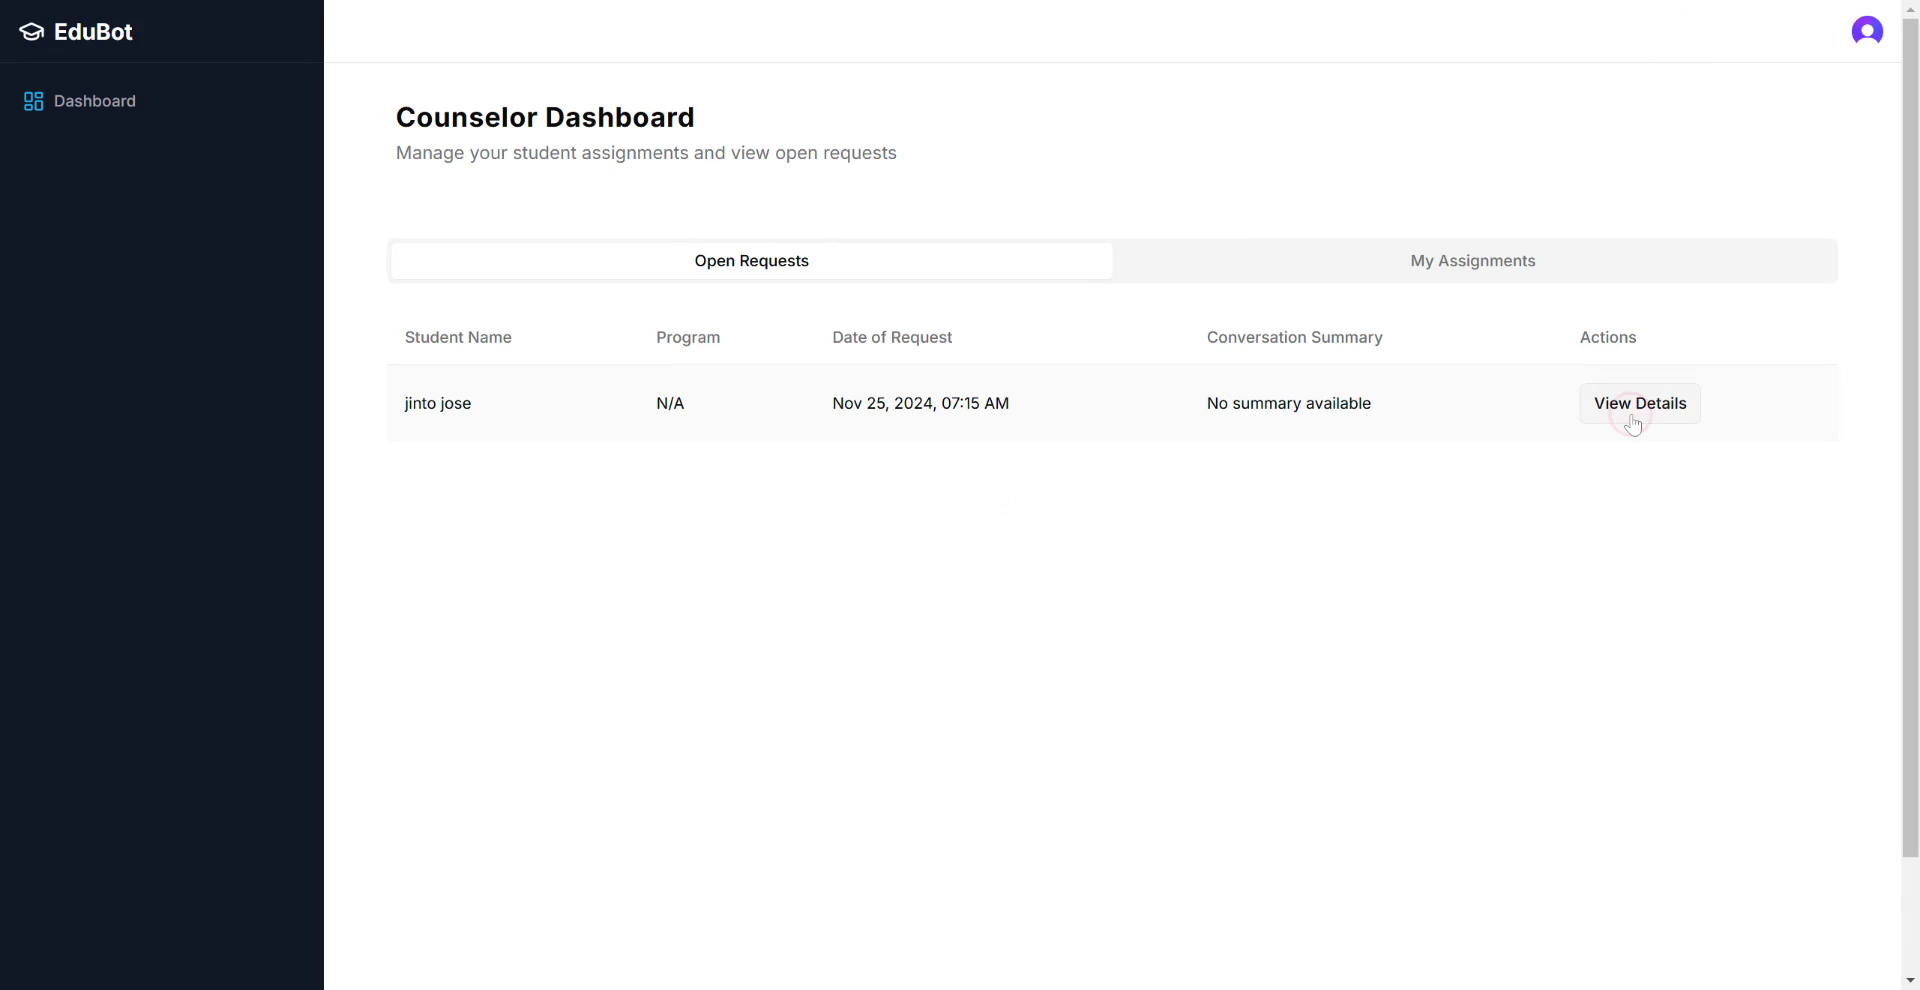 EduBot
Dashboard
Counselor Dashboard
Manage your student assignments and view open requests
Open Requests My Assignments
Student Name Program Date of Request Conversation Summary Actions
jinto jose N/A Nov 25, 2024, 07:15 AM No summary available View Details